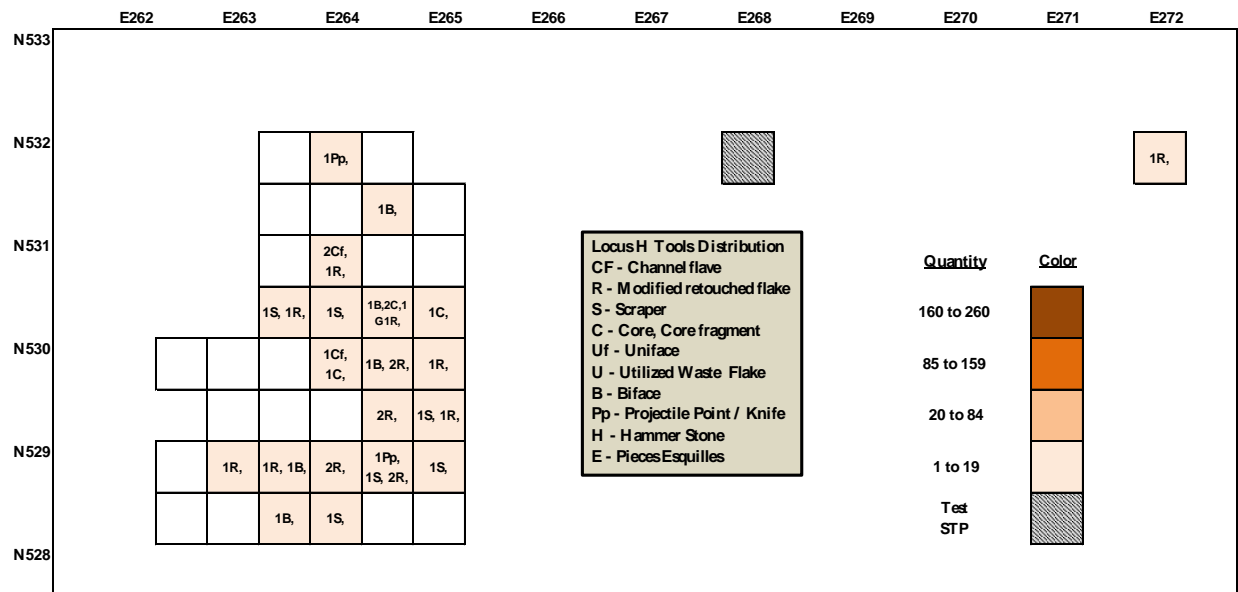 E262 E263 E264 E265 E266 E267 E268 E269 E270 E271 E272
N533
N532
1Pp,
1R,
1B,
N531
2Cf,
1R,
1S, 1R,
1S,
1B,2C,1
G1R,
1C,
N530
1Cf,
1C,
1B, 2R,
1R,
2R,
1S, 1R,
N529
1R,
1R, 1B,
2R,
1Pp,
1S, 2R,
1S,
1B,
1S,
N528
Locus H Tools Distribution
CF - Channel flave
R - Modified retouched flake
S - Scraper
C - Core, Core fragment
Uf - Uniface
U - Utilized Waste Flake
B - Biface
Pp - Projectile Point / Knife
H - Hammer Stone
E - Pieces Esquilles
Quantity Color
160 to 260
85 to 159
20 to 84
1 to 19
Test
STP